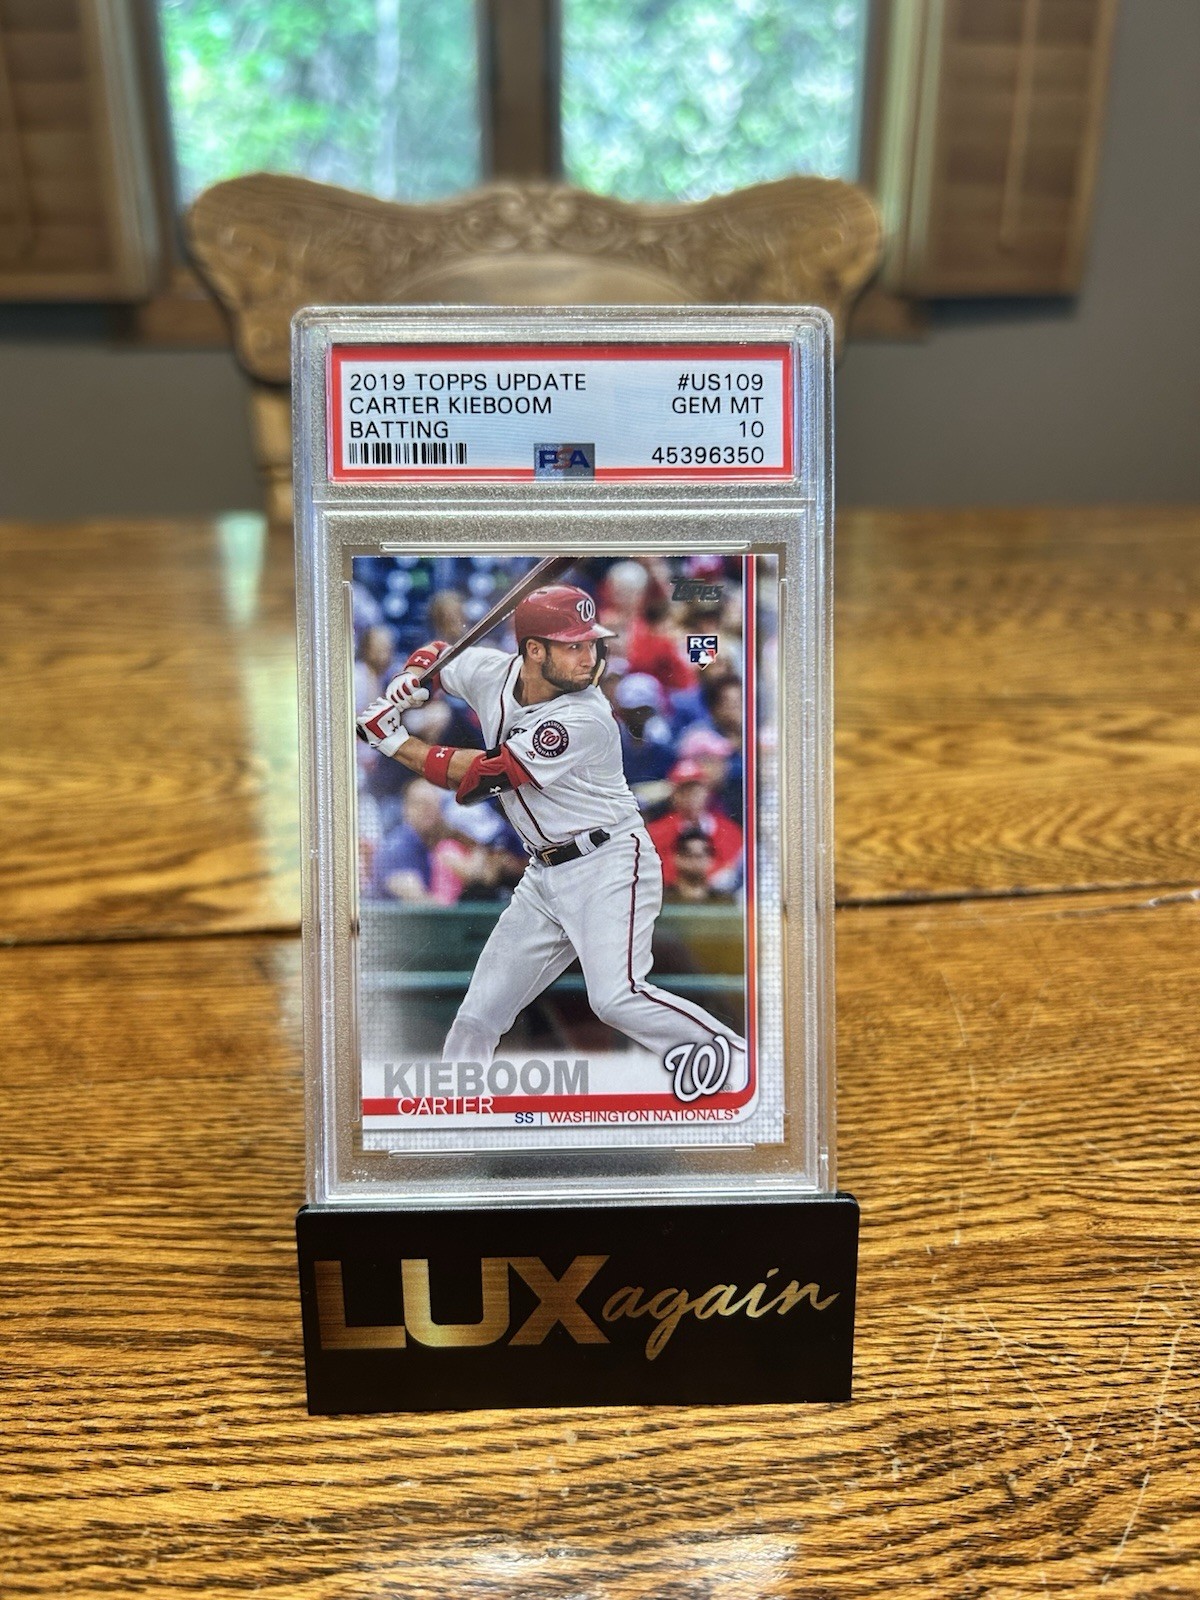 2019 TOPPS UPDATE #US109
CARTER KIEBOOM GEM MT
BATTING 10
PSA 45396350
Topps
RC
W
W
KIEBOOM
CARTER
SS | WASHINGTON NATIONALS®
W
LUX again